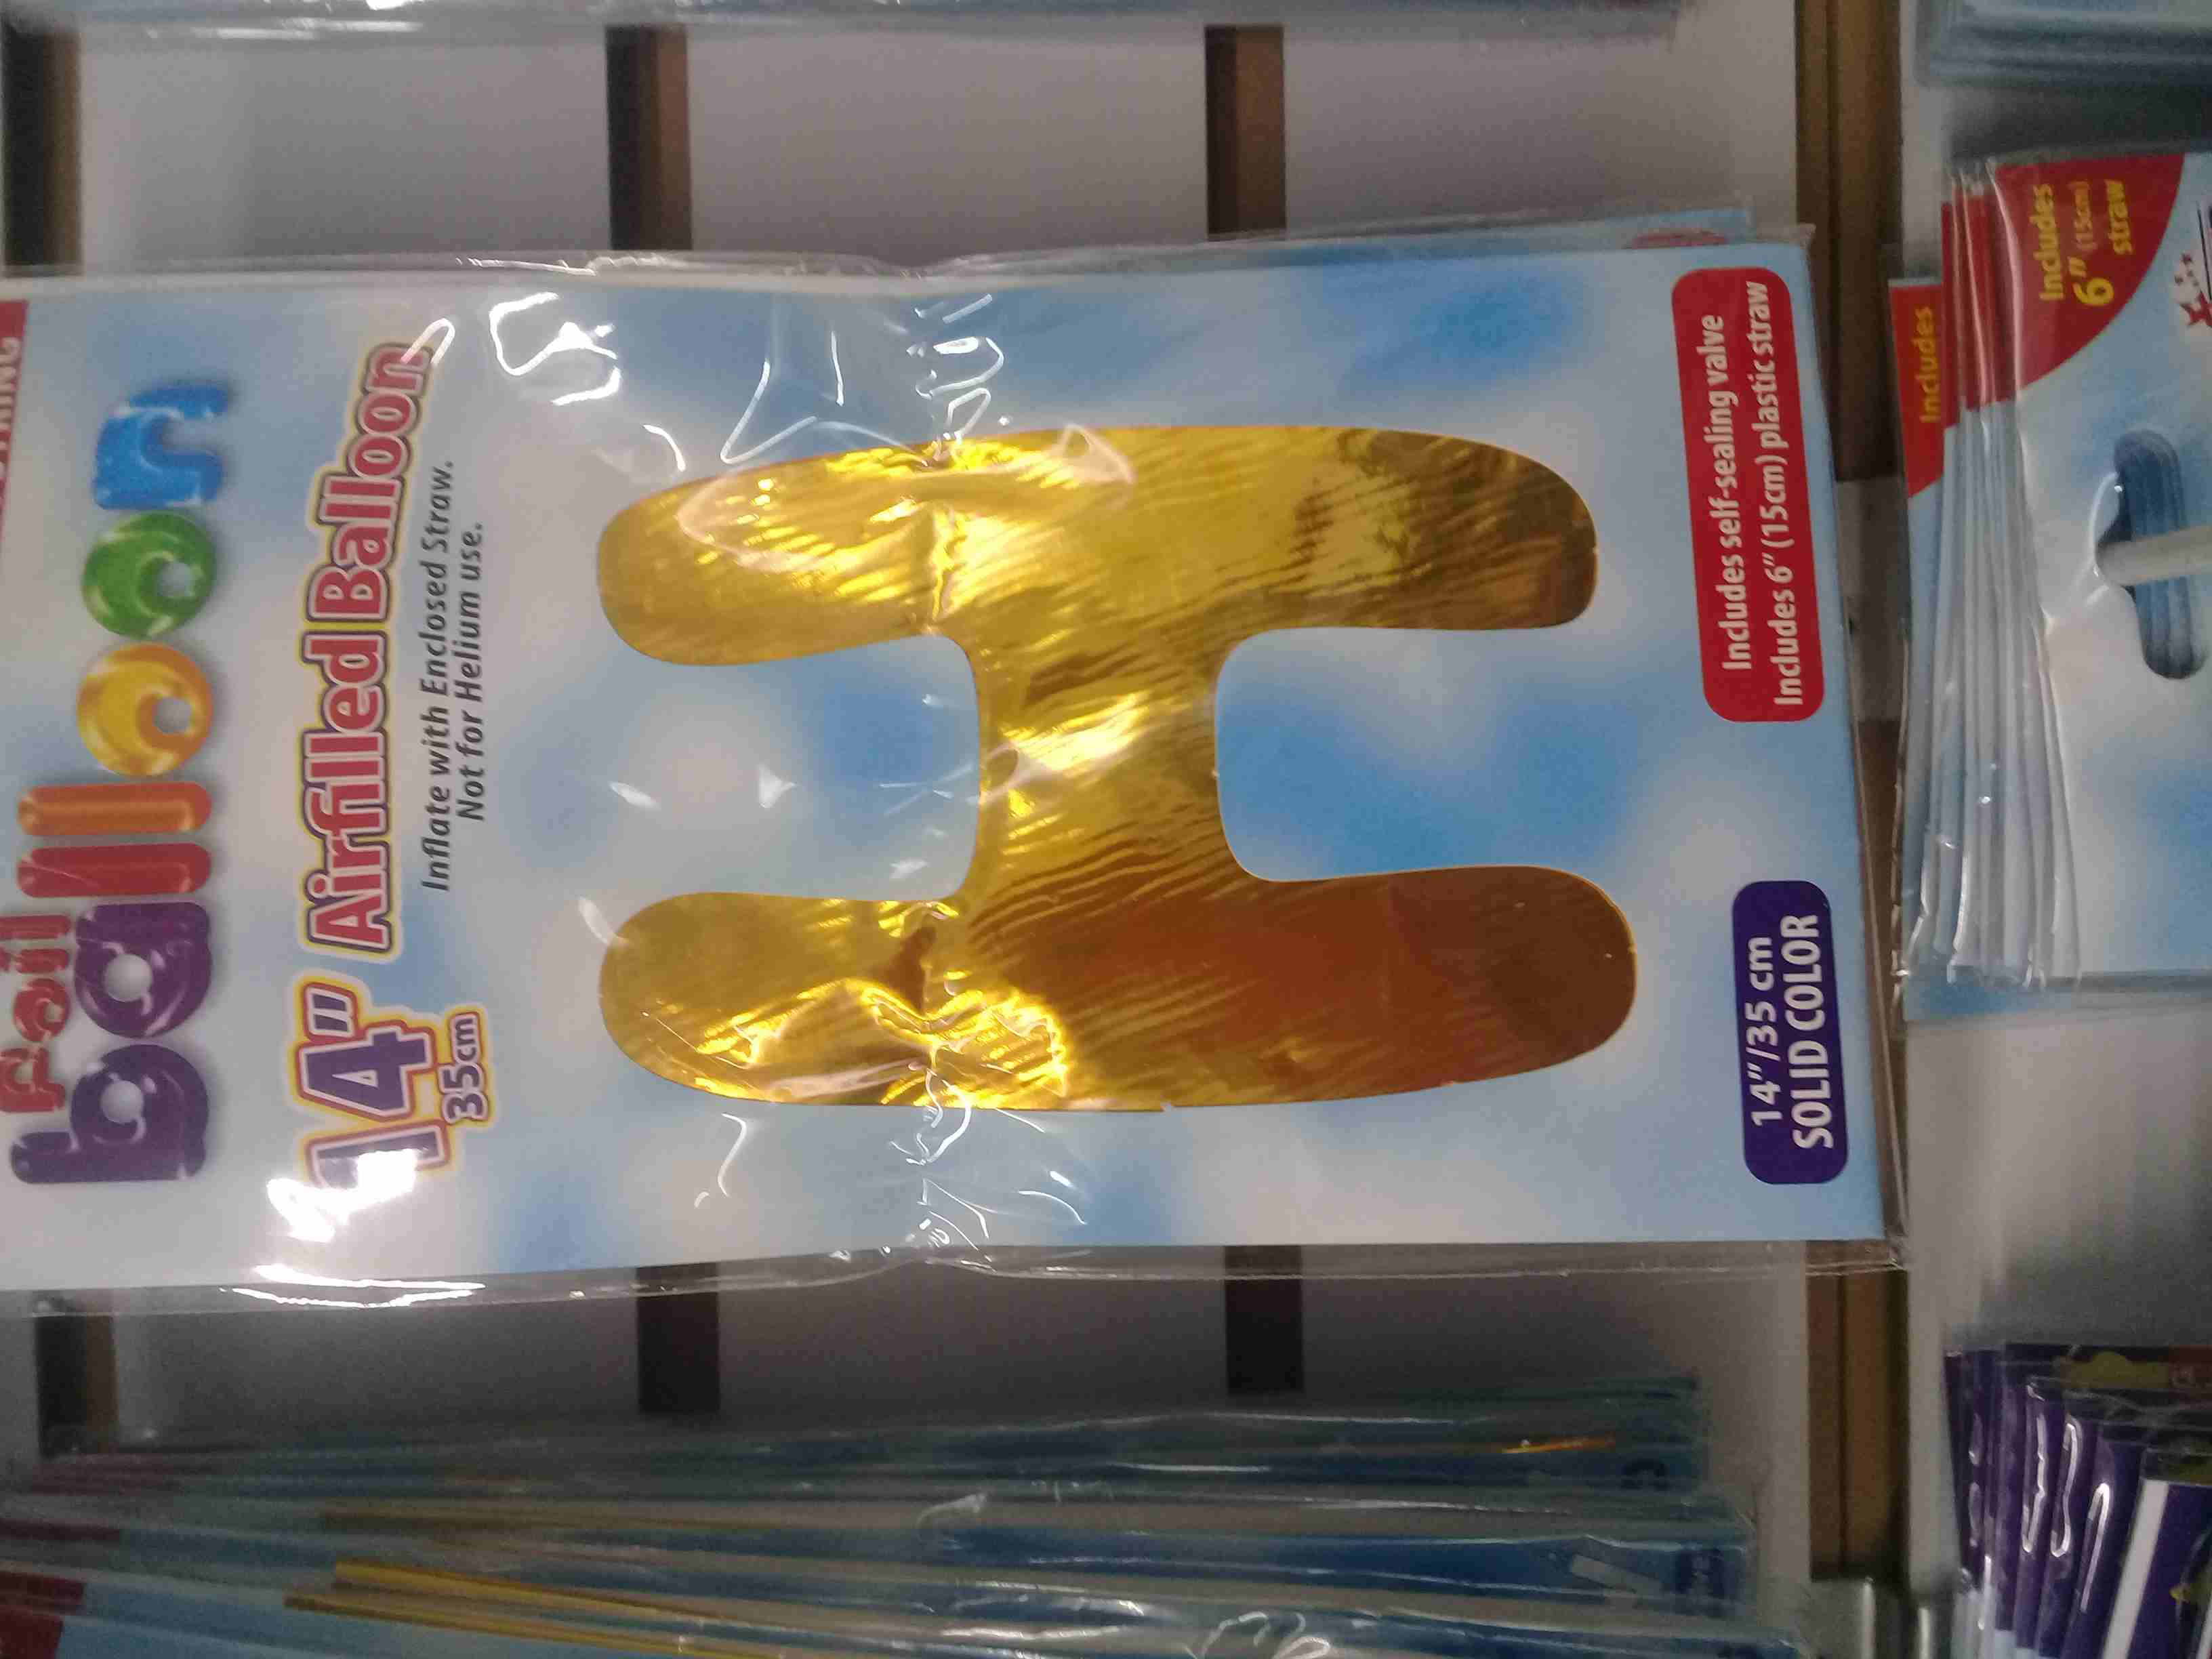 Foil
balloon
14" Airfilled Balloon
35cm
Inflate with Enclosed Straw.
Not for Helium use.
H
14"/35 cm
SOLID COLOR
Includes self-sealing valve
Includes 6" (15cm) plastic straw
Includes
Includes
6" (15cm)
straw